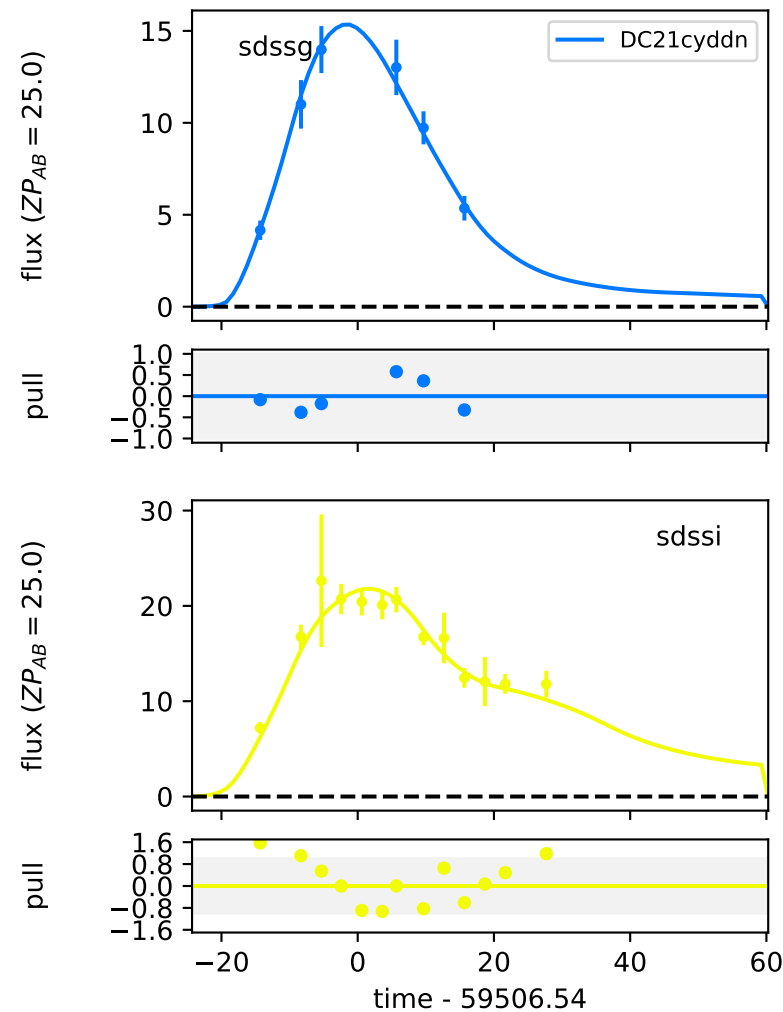 15
10
5
0
flux (ZP_AB = 25.0)
sdssg
DC21cyddn
1.0
0.5
0.0
−0.5
−1.0
pull
30
20
10
0
flux (ZP_AB = 25.0)
sdssi
1.6
0.8
0.0
−0.8
−1.6
pull
−20 0 20 40 60
time - 59506.54